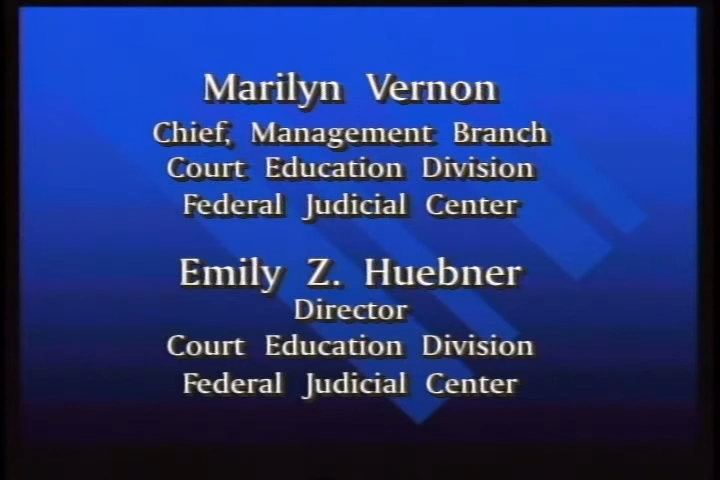 Marilyn Vernon
Chief, Management Branch
Court Education Division
Federal Judicial Center
Emily Z. Huebner
Director
Court Education Division
Federal Judicial Center